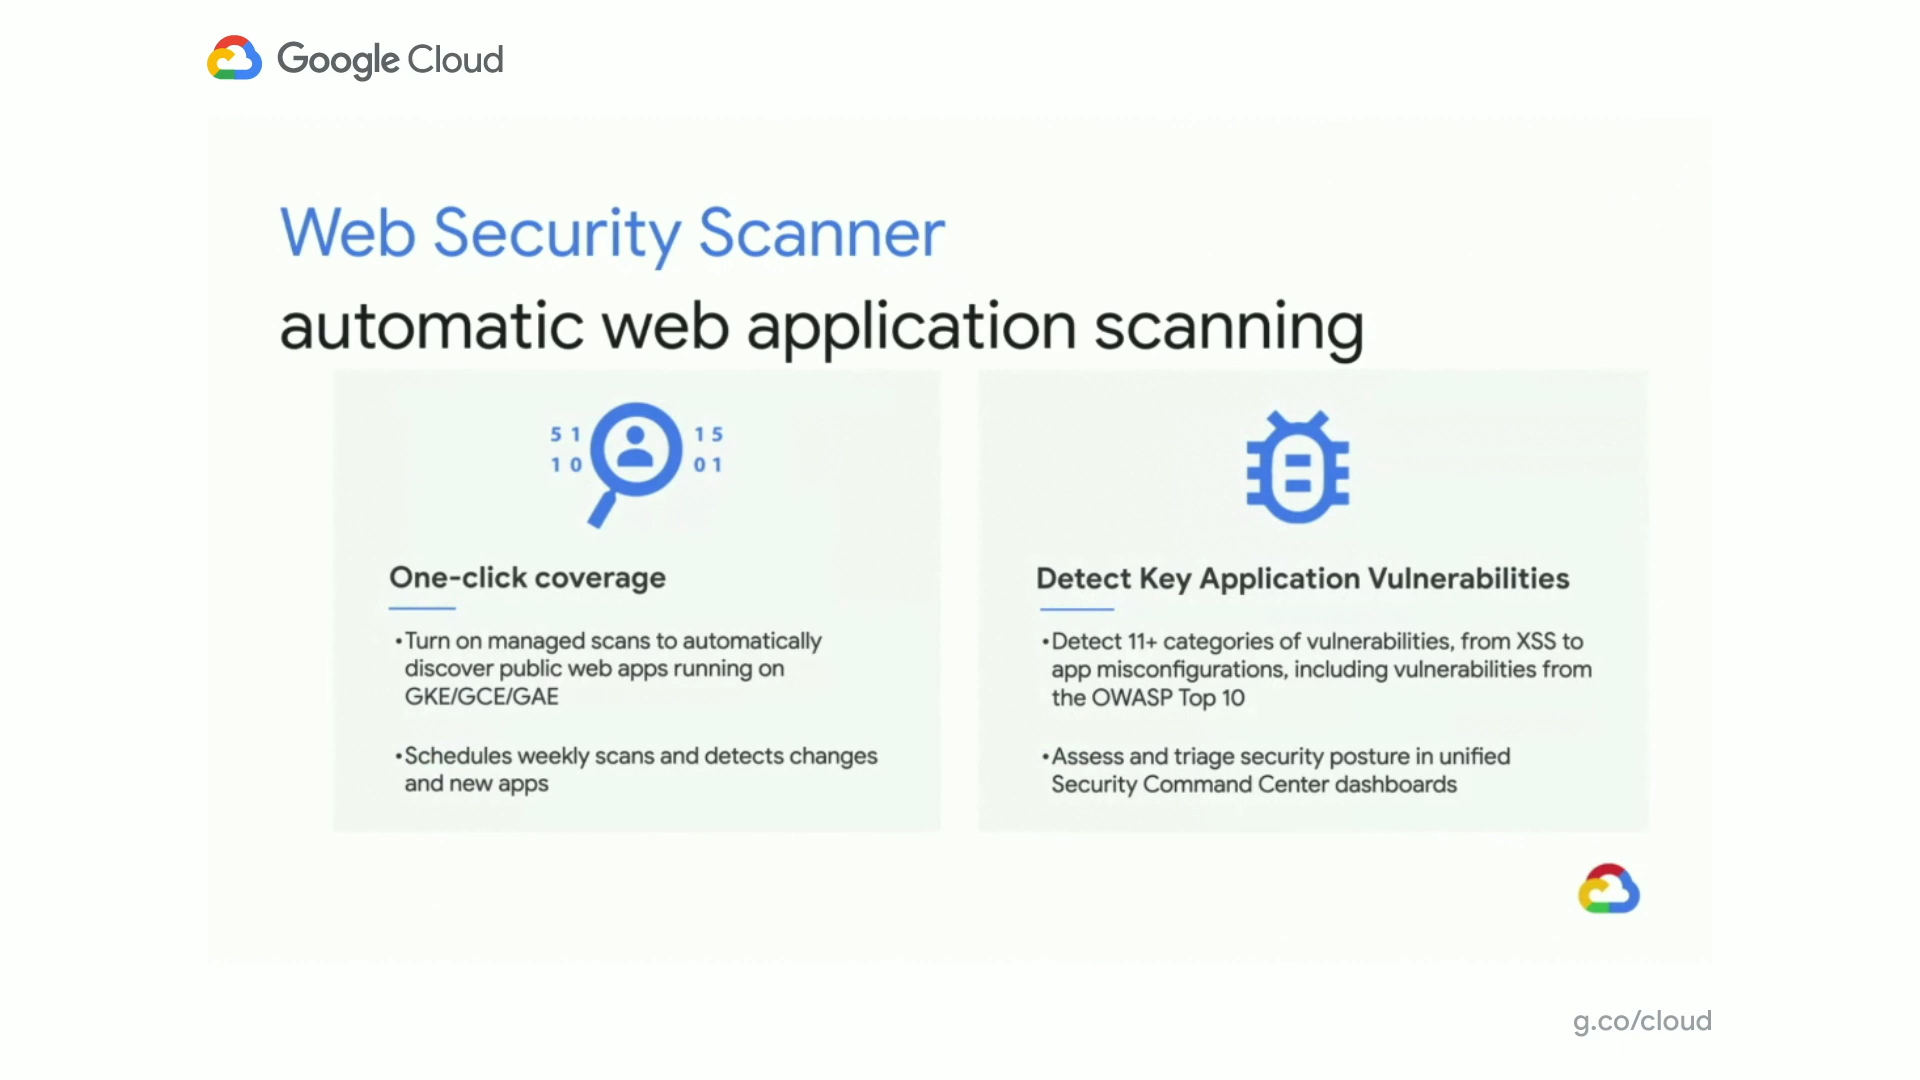 Google Cloud
Web Security Scanner
automatic web application scanning
5 1
1 0
1 5
0 1
One-click coverage
•Turn on managed scans to automatically
discover public web apps running on
GKE/GCE/GAE
•Schedules weekly scans and detects changes
and new apps
Detect Key Application Vulnerabilities
•Detect 11+ categories of vulnerabilities, from XSS to
app misconfigurations, including vulnerabilities from
the OWASP Top 10
•Assess and triage security posture in unified
Security Command Center dashboards
g.co/cloud